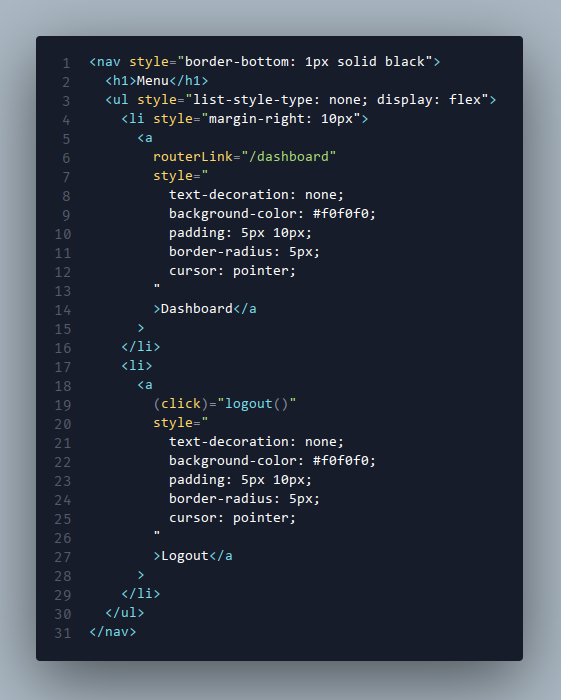 1 <nav style="border-bottom: 1px solid black">
2   <h1>Menu</h1>
3   <ul style="list-style-type: none; display: flex">
4     <li style="margin-right: 10px">
5       <a
6         routerLink="/dashboard"
7         style="
8           text-decoration: none;
9           background-color: #f0f0f0;
10           padding: 5px 10px;
11           border-radius: 5px;
12           cursor: pointer;
13         "
14         >Dashboard</a
15       >
16     </li>
17     <li>
18       <a
19         (click)="logout()"
20         style="
21           text-decoration: none;
22           background-color: #f0f0f0;
23           padding: 5px 10px;
24           border-radius: 5px;
25           cursor: pointer;
26         "
27         >Logout</a
28       >
29     </li>
30   </ul>
31 </nav>